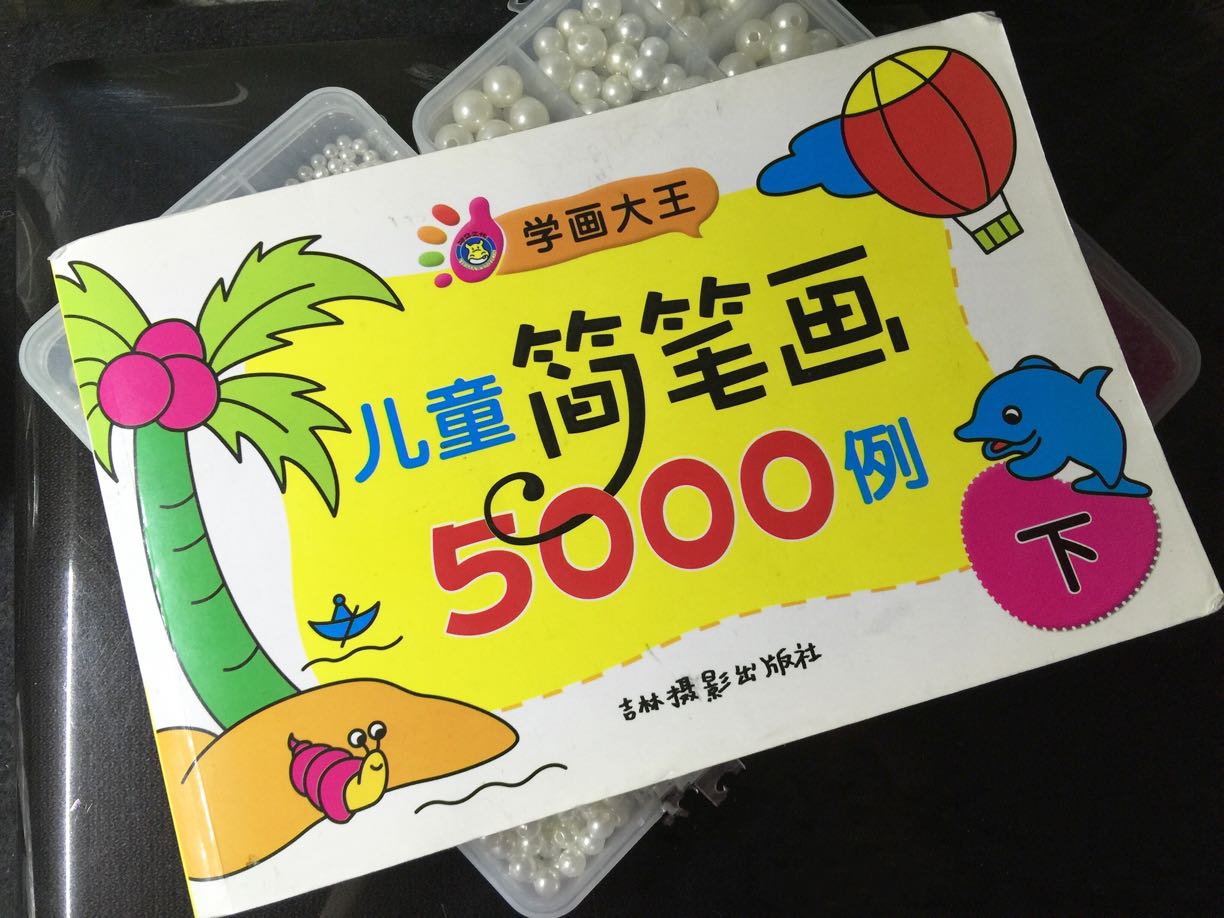 学画大王
儿童简笔画
5000例
下
吉林摄影出版社